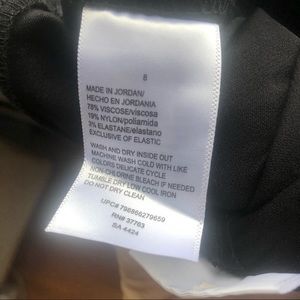 8
MADE IN JORDAN/
HECHO EN JORDANIA
78% VISCOSE/viscosa
19% NYLON/poliamida
3% ELASTANE/elastano
EXCLUSIVE OF ELASTIC
WASH AND DRY INSIDE OUT
MACHINE WASH COLD WITH LIKE
COLORS DELICATE CYCLE
NON-CHLORINE BLEACH IF NEEDED
TUMBLE DRY LOW COOL IRON
DO NOT DRY CLEAN
UPC# 798866279659
RN# 37763
SA 4424